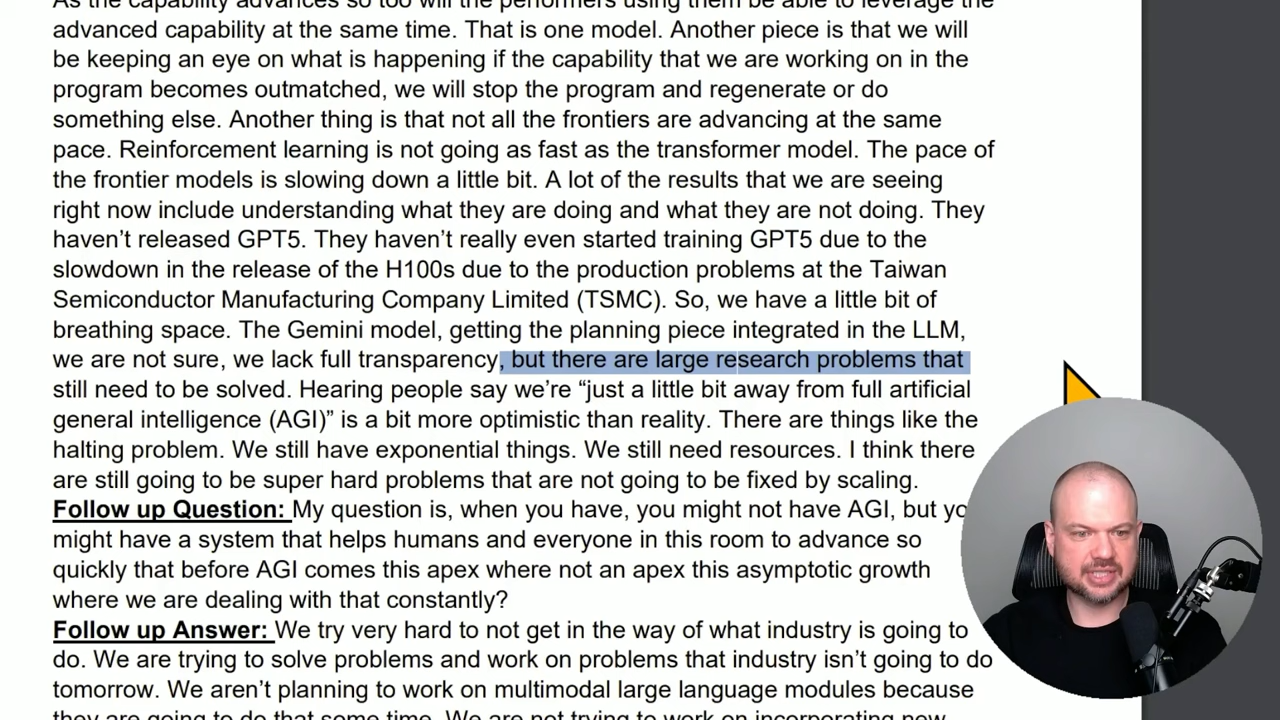 As the capability advances so too will the performers using them be able to leverage the
advanced capability at the same time. That is one model. Another piece is that we will
be keeping an eye on what is happening if the capability that we are working on in the
program becomes outmatched, we will stop the program and regenerate or do
something else. Another thing is that not all the frontiers are advancing at the same
pace. Reinforcement learning is not going as fast as the transformer model. The pace of
the frontier models is slowing down a little bit. A lot of the results that we are seeing
right now include understanding what they are doing and what they are not doing. They
haven’t released GPT5. They haven’t really even started training GPT5 due to the
slowdown in the release of the H100s due to the production problems at the Taiwan
Semiconductor Manufacturing Company Limited (TSMC). So, we have a little bit of
breathing space. The Gemini model, getting the planning piece integrated in the LLM,
we are not sure, we lack full transparency, but there are large research problems that
still need to be solved. Hearing people say we’re “just a little bit away from full artificial
general intelligence (AGI)” is a bit more optimistic than reality. There are things like the
halting problem. We still have exponential things. We still need resources. I think there
are still going to be super hard problems that are not going to be fixed by scaling.
Follow up Question: My question is, when you have, you might not have AGI, but yo
might have a system that helps humans and everyone in this room to advance so
quickly that before AGI comes this apex where not an apex this asymptotic growth
where we are dealing with that constantly?
Follow up Answer: We try very hard to not get in the way of what industry is going to
do. We are trying to solve problems and work on problems that industry isn’t going to do
tomorrow. We aren’t planning to work on multimodal large language modules because
they are going to do that some time. We are not trying to work on incorporating new